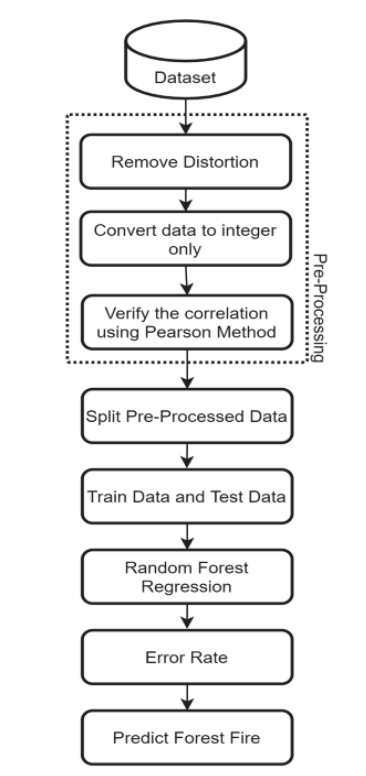 Dataset
Remove Distortion
Convert data to integer
only
Verify the correlation
using Pearson Method
Pre-Processing
Split Pre-Processed Data
Train Data and Test Data
Random Forest
Regression
Error Rate
Predict Forest Fire